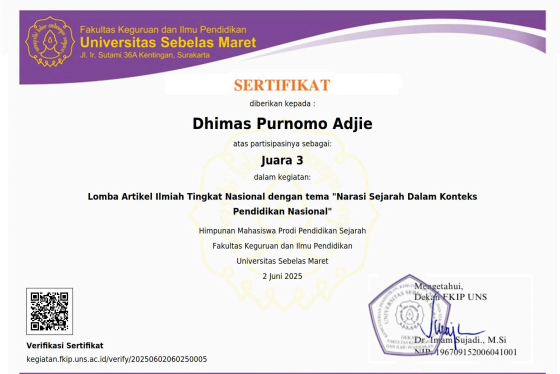 Fakultas Keguruan dan Ilmu Pendidikan
Universitas Sebelas Maret
Jl. Ir. Sutami 36A Kentingan, Surakarta
SERTIFIKAT
diberikan kepada :
Dhimas Purnomo Adjie
atas partisipasinya sebagai:
Juara 3
dalam kegiatan:
Lomba Artikel Ilmiah Tingkat Nasional dengan tema "Narasi Sejarah Dalam Konteks
Pendidikan Nasional"
Himpunan Mahasiswa Prodi Pendidikan Sejarah
Fakultas Keguruan dan Ilmu Pendidikan
Universitas Sebelas Maret
2 Juni 2025
Mengetahui,
Dekan FKIP UNS
Dr. Imam Sujadi., M.Si
NIP. 196709152006041001
Verifikasi Sertifikat
kegiatan.fkip.uns.ac.id/verify/20250602060250005